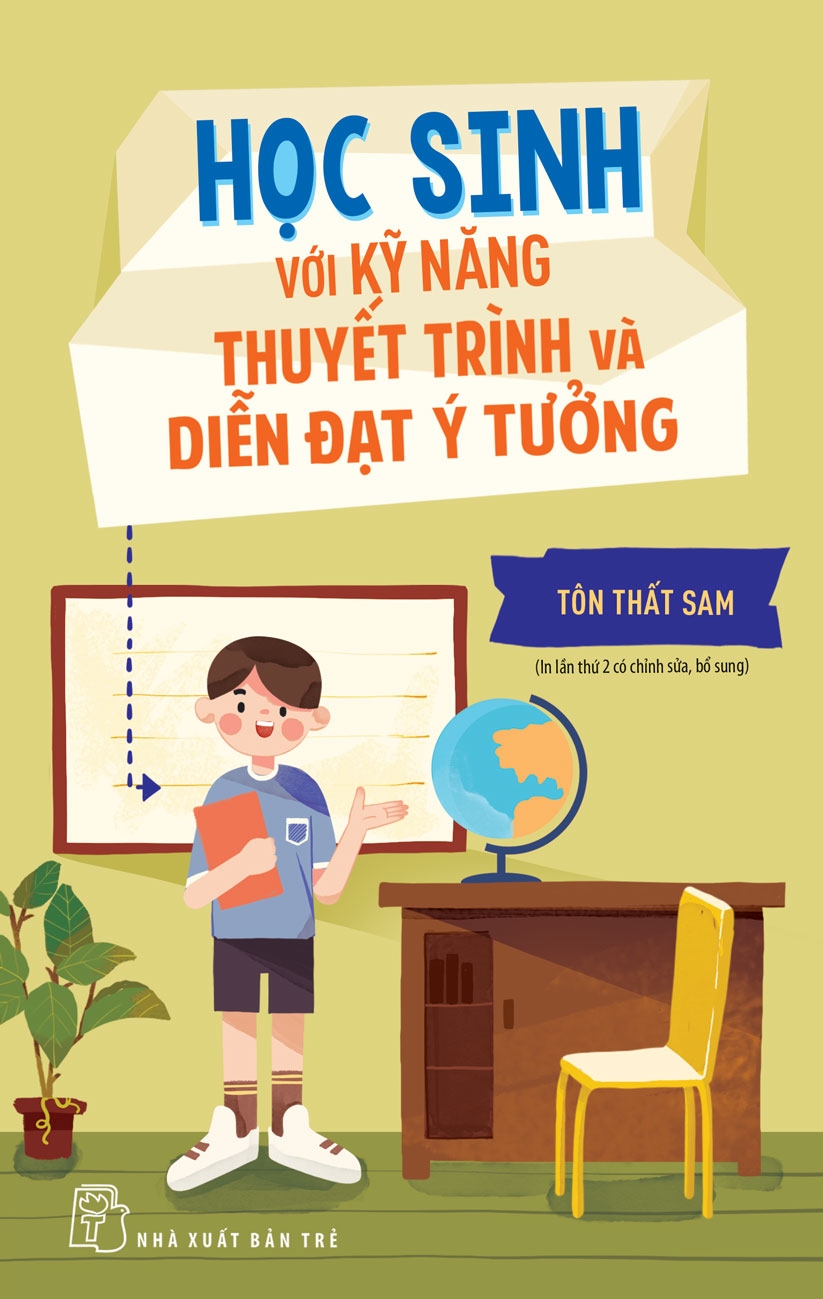 HỌC SINH
VỚI KỸ NĂNG
THUYẾT TRÌNH VÀ
DIỄN ĐẠT Ý TƯỞNG
TÔN THẤT SAM
(In lần thứ 2 có chỉnh sửa, bổ sung)
T
NHÀ XUẤT BẢN TRẺ